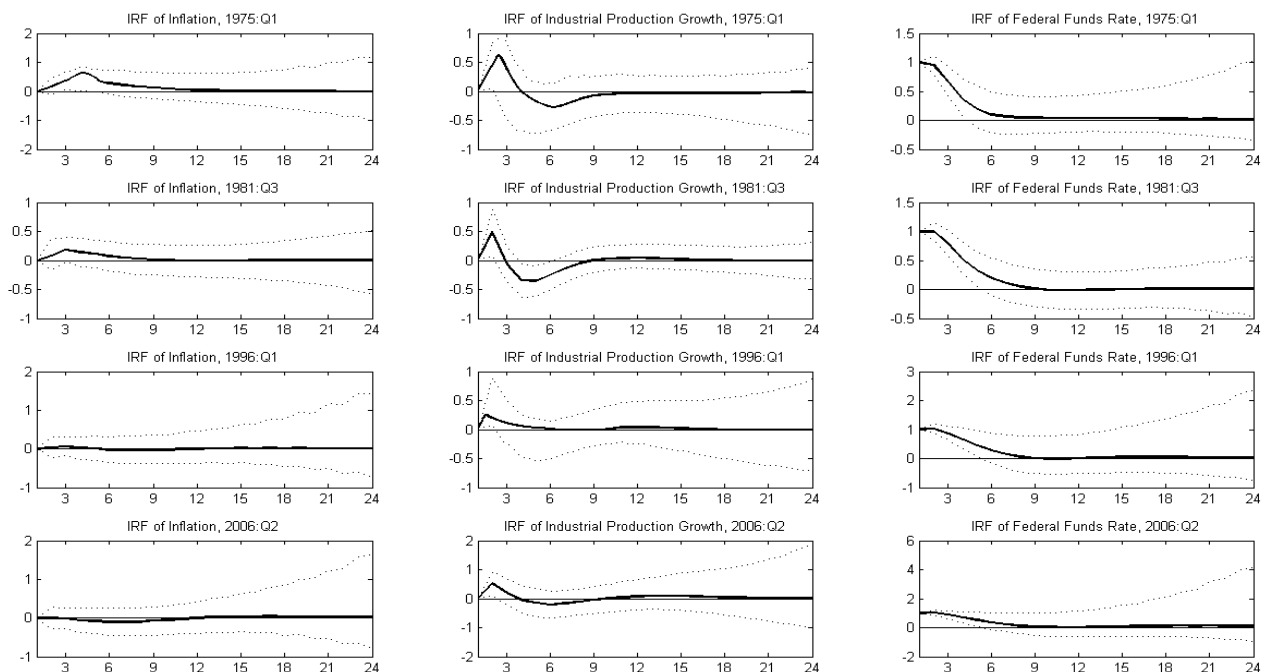 IRF of Inflation, 1975:Q1
2
1
0
-1
-2
3 6 9 12 15 18 21 24
IRF of Industrial Production Growth, 1975:Q1
1
0.5
0
-0.5
-1
3 6 9 12 15 18 21 24
IRF of Federal Funds Rate, 1975:Q1
1.5
1
0.5
0
-0.5
3 6 9 12 15 18 21 24
IRF of Inflation, 1981:Q3
1
0.5
0
-0.5
-1
3 6 9 12 15 18 21 24
IRF of Industrial Production Growth, 1981:Q3
1
0.5
0
-0.5
-1
3 6 9 12 15 18 21 24
IRF of Federal Funds Rate, 1981:Q3
1.5
1
0.5
0
-0.5
3 6 9 12 15 18 21 24
IRF of Inflation, 1996:Q1
2
1
0
-1
3 6 9 12 15 18 21 24
IRF of Industrial Production Growth, 1996:Q1
1
0.5
0
-0.5
-1
3 6 9 12 15 18 21 24
IRF of Federal Funds Rate, 1996:Q1
3
2
1
0
-1
3 6 9 12 15 18 21 24
IRF of Inflation, 2006:Q2
2
1
0
-1
3 6 9 12 15 18 21 24
IRF of Industrial Production Growth, 2006:Q2
2
1
0
-1
-2
3 6 9 12 15 18 21 24
IRF of Federal Funds Rate, 2006:Q2
6
4
2
0
-2
3 6 9 12 15 18 21 24